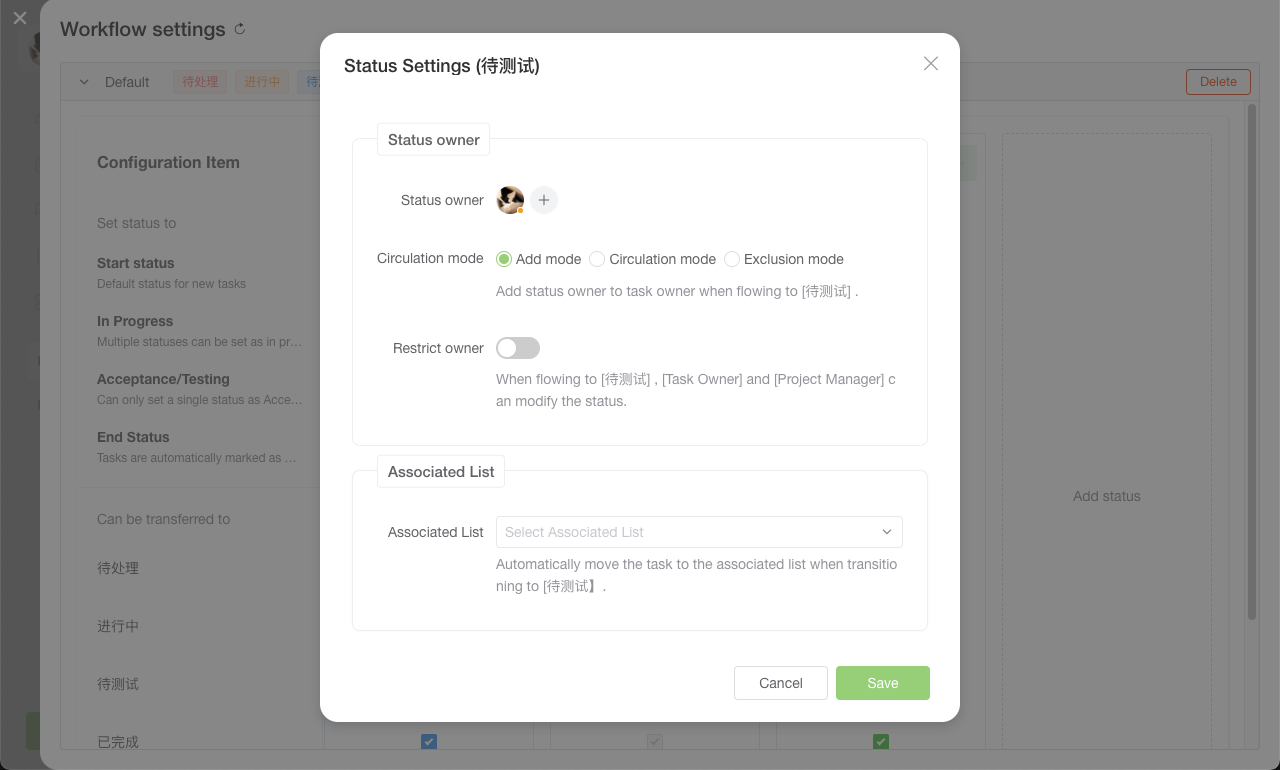 Workflow settings
Default
待处理
进行中
Delete
Configuration Item
Set status to
Start status
Default status for new tasks
In Progress
Multiple statuses can be set as in pr...
Acceptance/Testing
Can only set a single status as Acce...
End Status
Tasks are automatically marked as ...
Can be transferred to
待处理
进行中
待测试
已完成
Add status
Status Settings (待测试)
Status owner
Status owner
Circulation mode
Add mode
Circulation mode
Exclusion mode
Add status owner to task owner when flowing to [待测试] .
Restrict owner
When flowing to [待测试] , [Task Owner] and [Project Manager] c
an modify the status.
Associated List
Associated List
Select Associated List
Automatically move the task to the associated list when transitio
ning to [待测试】.
Cancel
Save